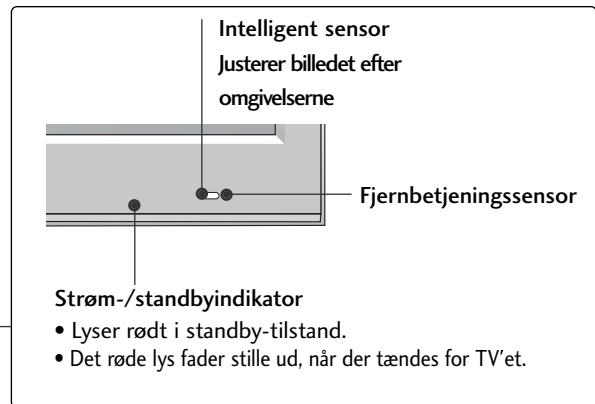 Intelligent sensor
Justerer billedet efter
omgivelserne
Fjernbetjeningssensor
Strøm-/standbyindikator
• Lyser rødt i standby-tilstand.
• Det røde lys fader stille ud, når der tændes for TV'et.